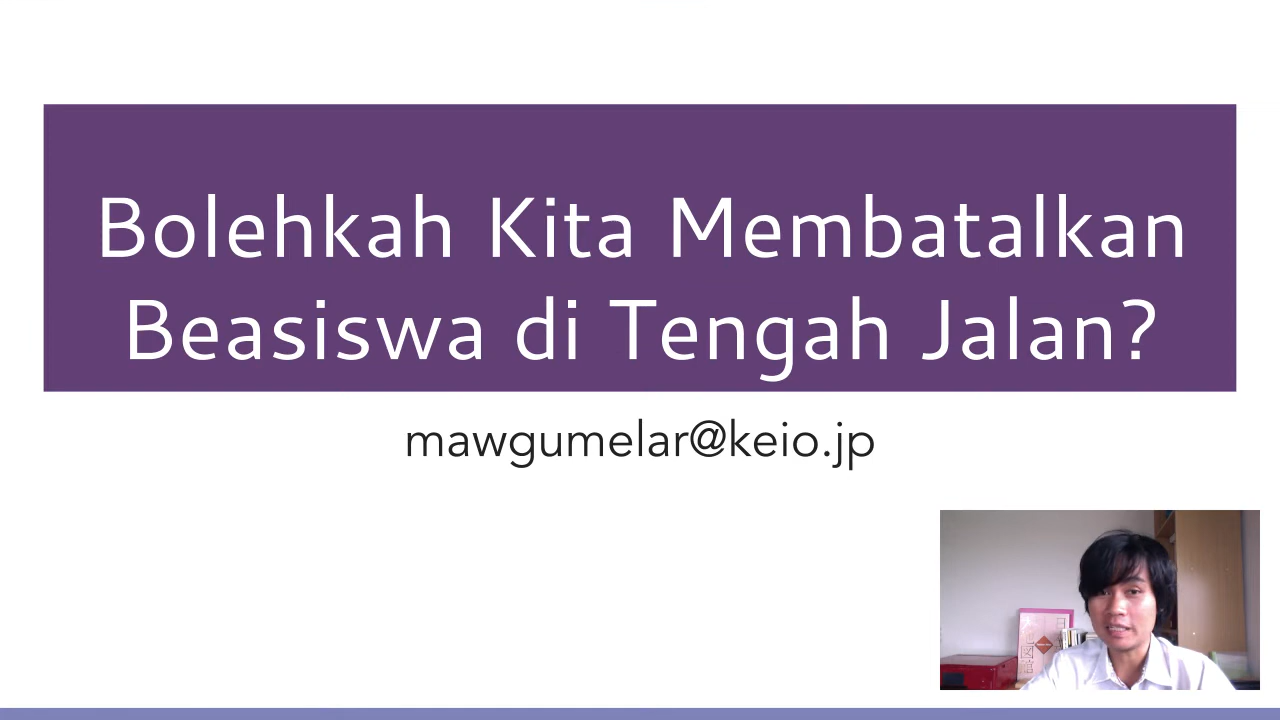 Bolehkah Kita Membatalkan
Beasiswa di Tengah Jalan?
mawgumelar@keio.jp